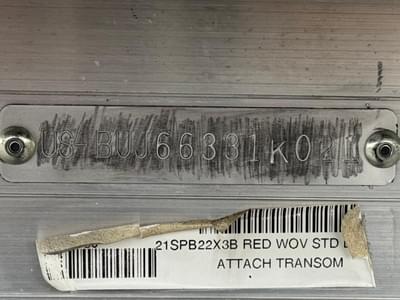 US-BUJ66331K021
21SPB22X3B RED WOV STD
ATTACH TRANSOM